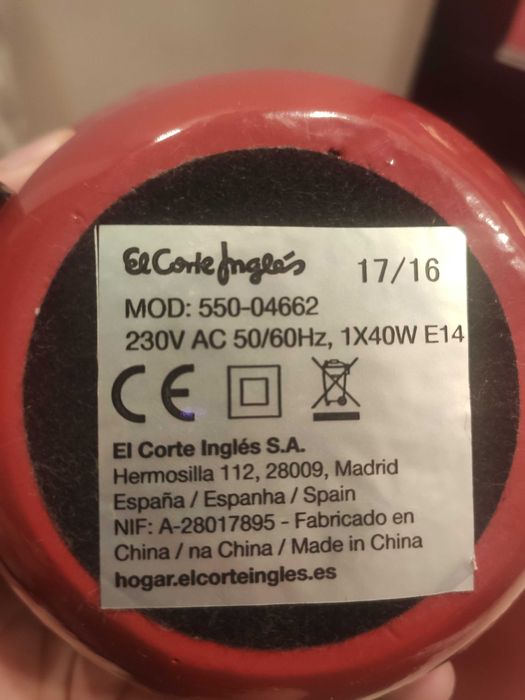 El Corte Inglés
17/16
MOD: 550-04662
230V AC 50/60Hz, 1X40W E14
CE
El Corte Inglés S.A.
Hermosilla 112, 28009, Madrid
España / Espanha / Spain
NIF: A-28017895 - Fabricado en
China / na China / Made in China
hogar.elcorteingles.es